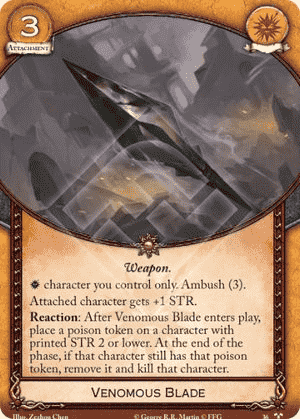 3
ATTACHMENT
Weapon.
character you control only. Ambush (3).
Attached character gets +1 STR.
Reaction: After Venomous Blade enters play,
place a poison token on a character with
printed STR 2 or lower. At the end of the
phase, if that character still has that poison
token, remove it and kill that character.
VENOMOUS BLADE
Illus. Zezhou Chen © George R.R. Martin © FFG 36